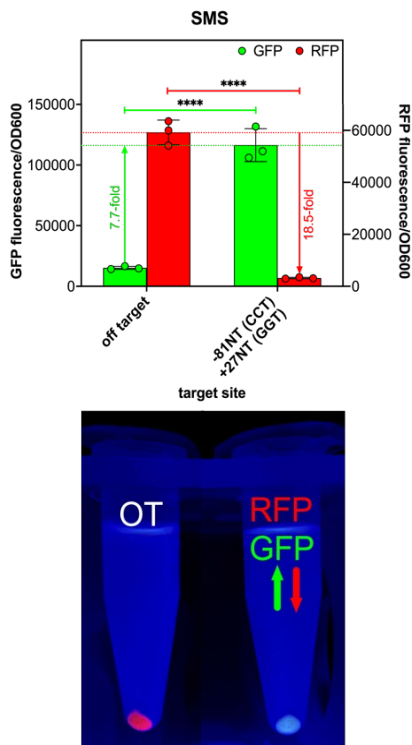 SMS
GFP RFP
****
****
150000
100000
50000
0
GFP fluorescence/OD600
7.7-fold
18.5-fold
60000
40000
20000
0
RFP fluorescence/OD600
off target
-81NT (CCT)
+27NT (GGT)
target site
OT
RFP
GFP